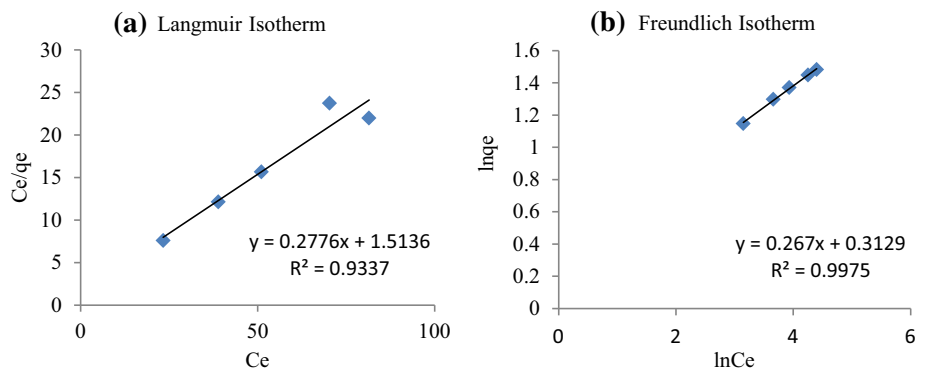 (a) Langmuir Isotherm
30
25
20
15
10
5
0
Ce/qe
y = 0.2776x + 1.5136
R² = 0.9337
0 50 100
Ce
(b) Freundlich Isotherm
1.6
1.4
1.2
1
0.8
0.6
0.4
0.2
0
lnqe
y = 0.267x + 0.3129
R² = 0.9975
0 2 4 6
lnCe